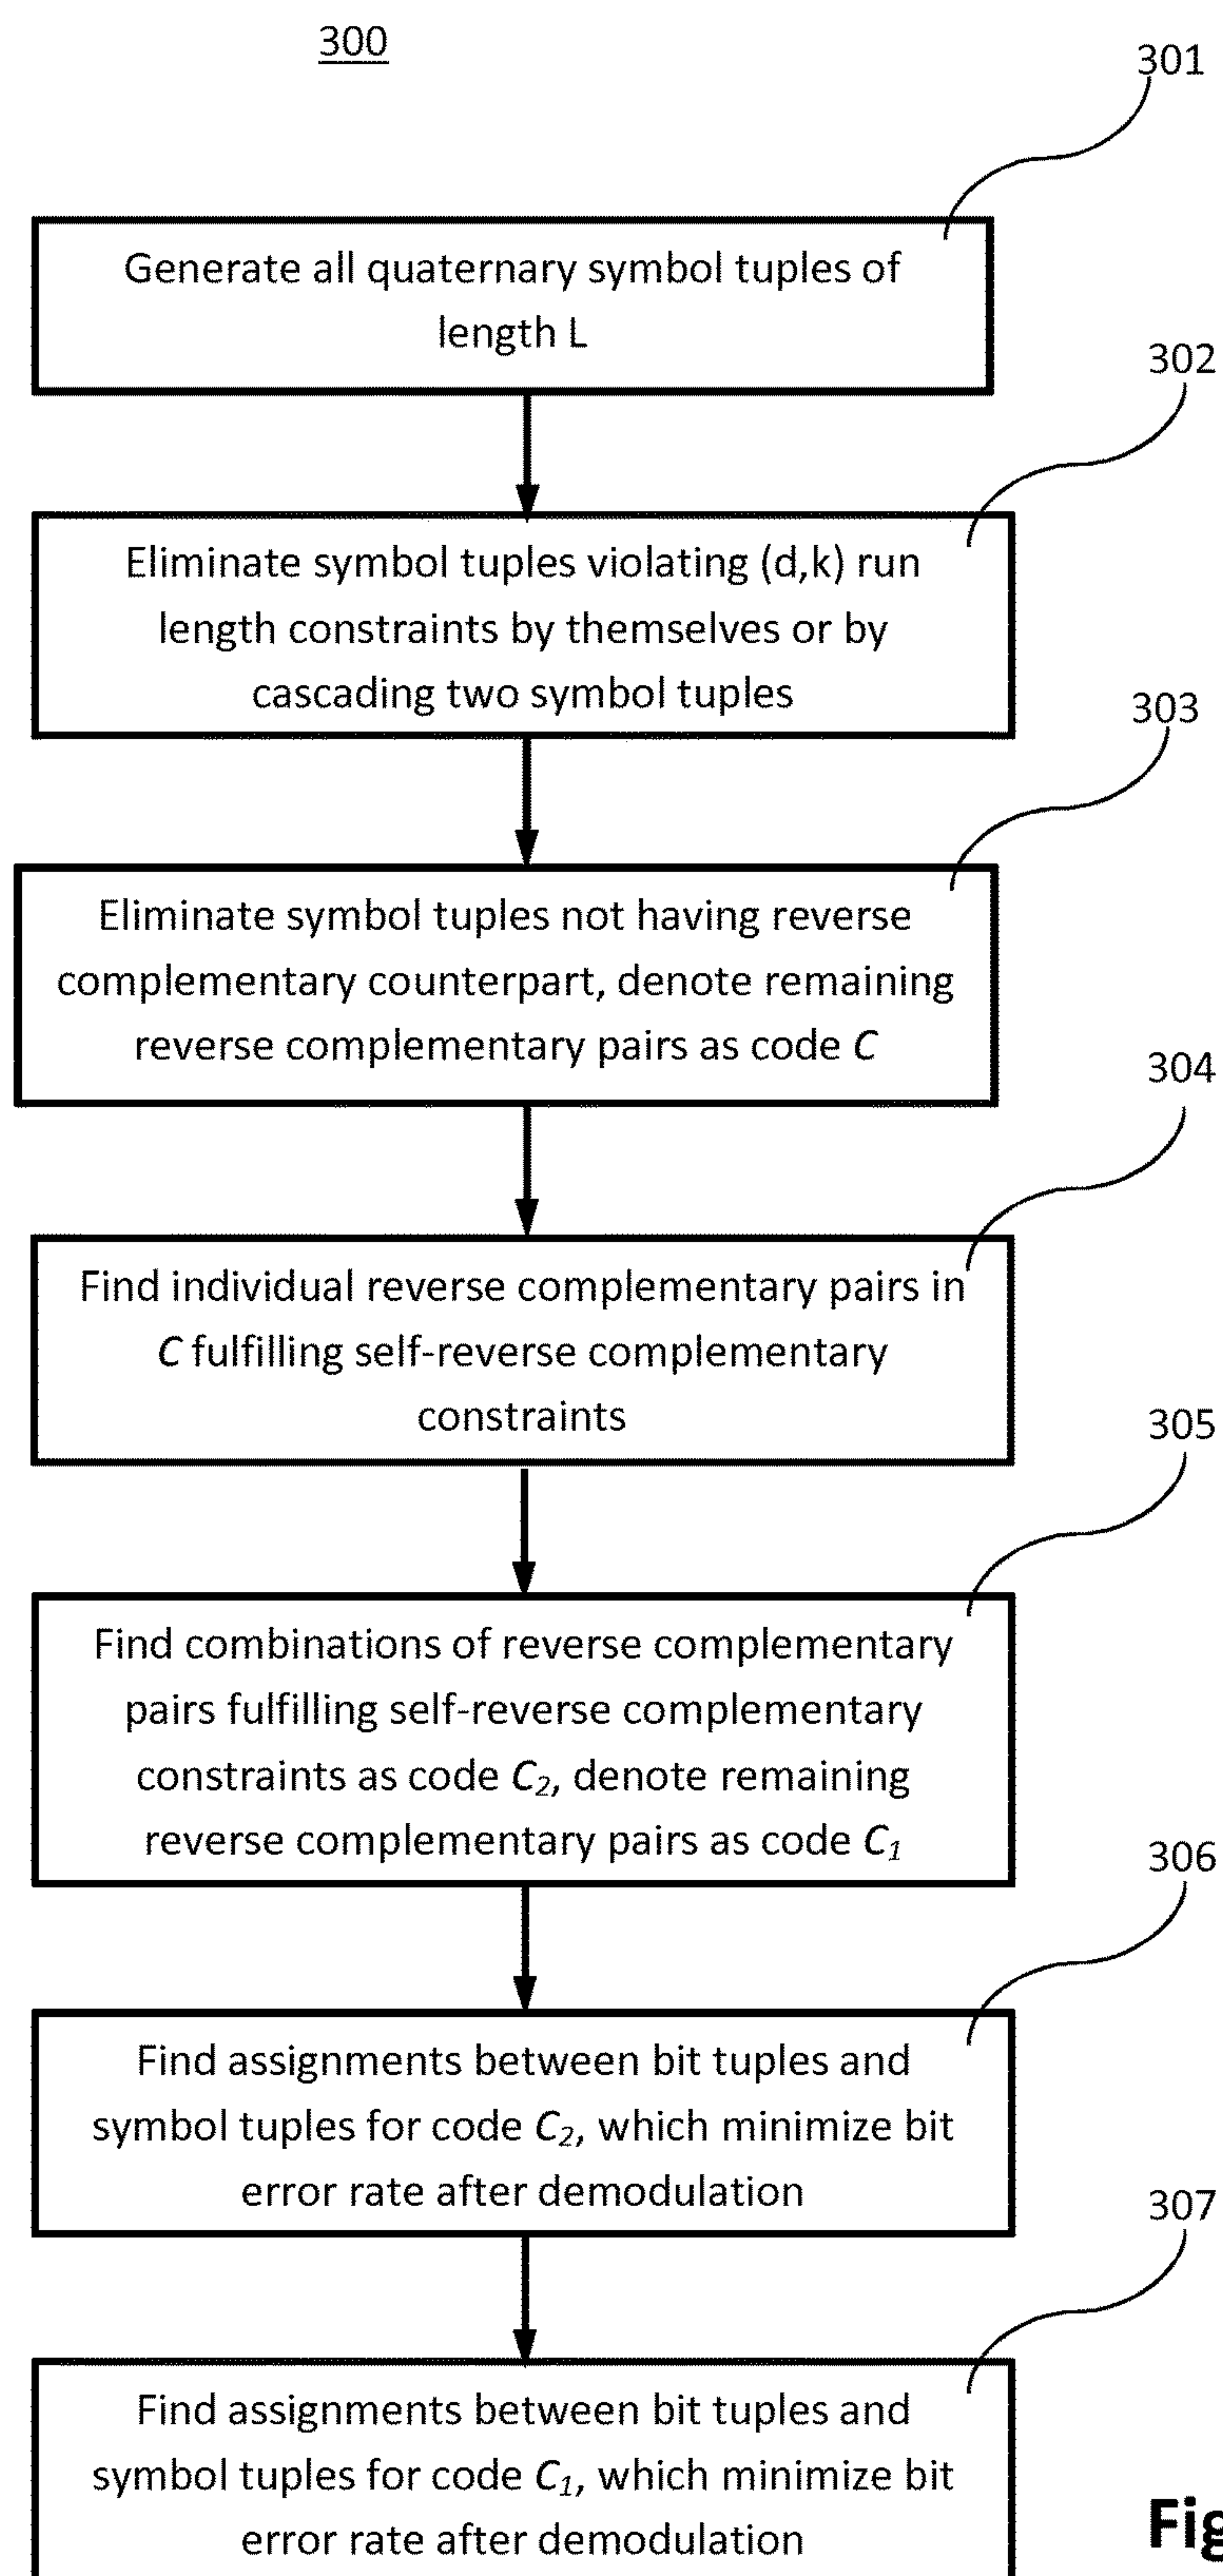 300
301
Generate all quaternary symbol tuples of
length L
302
Eliminate symbol tuples violating (d,k) run
length constraints by themselves or by
cascading two symbol tuples
303
Eliminate symbol tuples not having reverse
complementary counterpart, denote remaining
reverse complementary pairs as code C
304
Find individual reverse complementary pairs in
C fulfilling self-reverse complementary
constraints
305
Find combinations of reverse complementary
pairs fulfilling self-reverse complementary
constraints as code C₂, denote remaining
reverse complementary pairs as code C₁
306
Find assignments between bit tuples and
symbol tuples for code C₂, which minimize bit
error rate after demodulation
307
Find assignments between bit tuples and
symbol tuples for code C₁, which minimize bit
error rate after demodulation
Fig